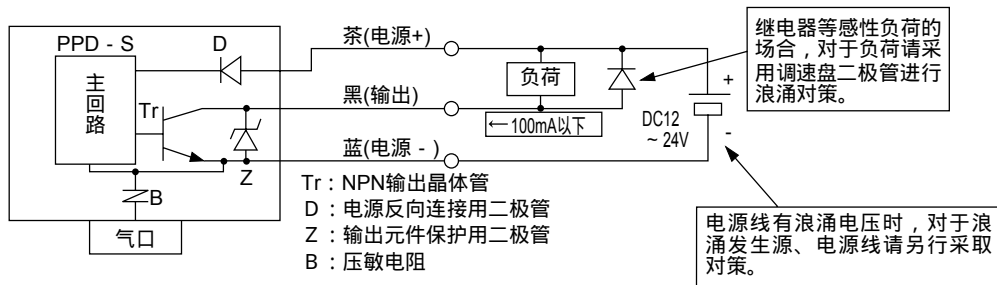 PPD - S
主回路
Tr
D
Z
B
气口
茶(电源+)
黑(输出)
蓝(电源 - )
负荷
←100mA以下
DC12
~ 24V
+
-
继电器等感性负荷的
场合，对于负荷请采
用调速盘二极管进行
浪涌对策。
电源线有浪涌电压时，对于浪
涌发生源、电源线请另行采取
对策。
Tr：NPN输出晶体管
D：电源反向连接用二极管
Z：输出元件保护用二极管
B：压敏电阻